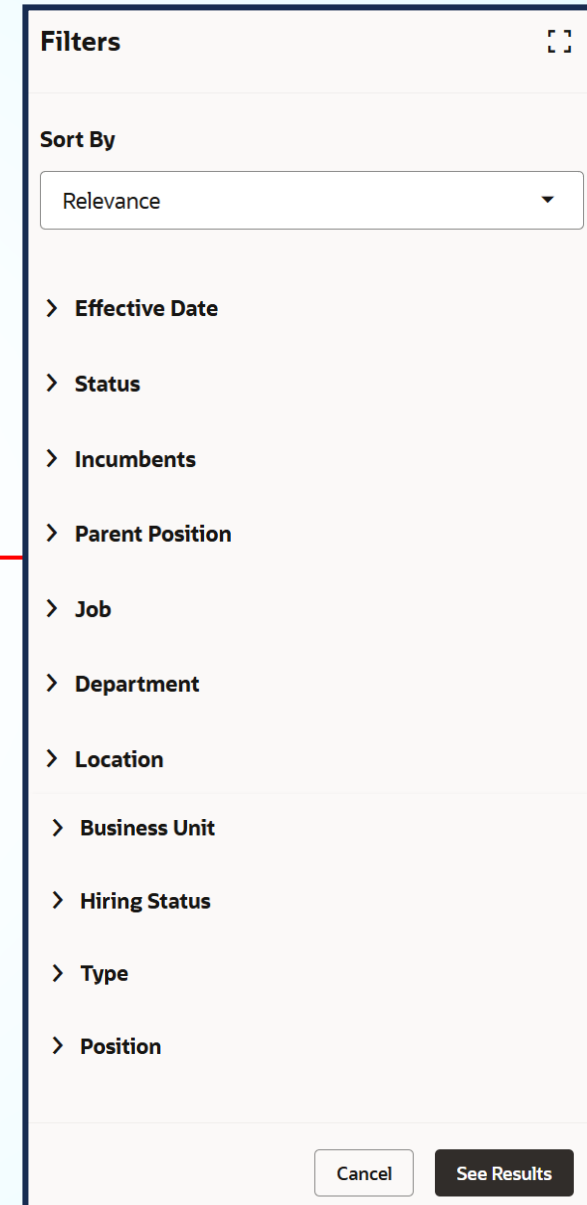 Filters
Sort By
Relevance
Effective Date
Status
Incumbents
Parent Position
Job
Department
Location
Business Unit
Hiring Status
Type
Position
Cancel See Results